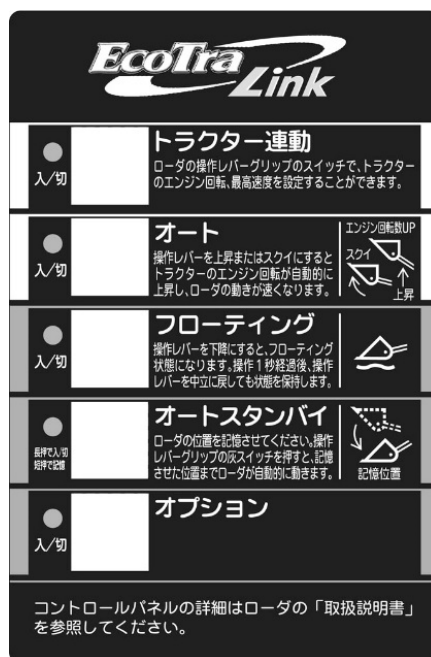 EcoTra
Link
トラクター連動
ローダの操作レバーグリップのスイッチで、トラクター
のエンジン回転、最高速度を設定することができます。
入/切
オート
操作レバーを上昇またはスクイにすると
トラクターのエンジン回転が自動的に
上昇し、ローダの動きが速くなります。
入/切
エンジン回転数UP
スクイ
上昇
フローティング
操作レバーを下降にすると、フローティング
状態になります。操作1秒経過後、操作
レバーを中立に戻しても状態を保持します。
入/切
オートスタンバイ
ローダの位置を記憶させてください。操作
レバーグリップの灰スイッチを押すと、記憶
させた位置までローダが自動的に動きます。
長押で入/切
短押で記憶
記憶位置
オプション
入/切
コントロールパネルの詳細はローダの「取扱説明書」
を参照してください。